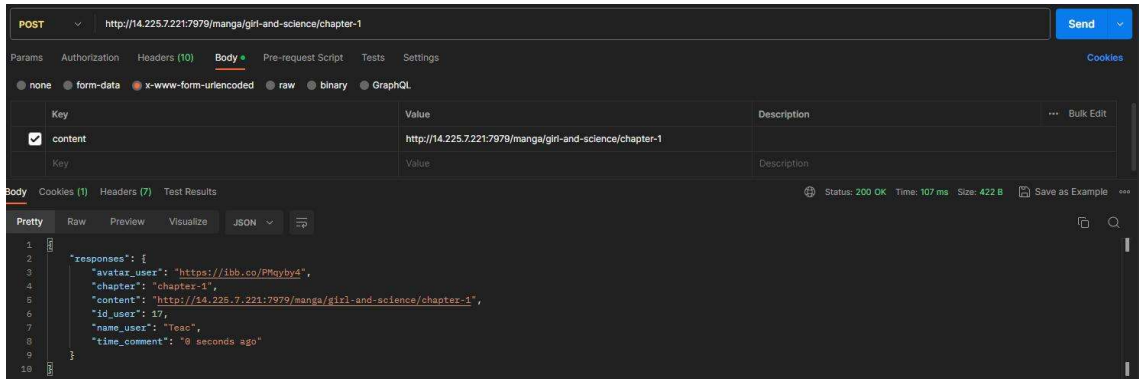 POST http://14.225.7.221:7979/manga/girl-and-science/chapter-1 Send
Params Authorization Headers (10) Body Pre-request Script Tests Settings Cookies
none form-data x-www-form-urlencoded raw binary GraphQL
Key Value Description ... Bulk Edit
content http://14.225.7.221:7979/manga/girl-and-science/chapter-1
Key Value Description
Body Cookies (1) Headers (7) Test Results Status: 200 OK Time: 107 ms Size: 422 B Save as Example
Pretty Raw Preview Visualize JSON
1 {
2 "responses": {
3 "avatar_user": "https://ibb.co/PMqyby4",
4 "chapter": "chapter-1",
5 "content": "http://14.225.7.221:7979/manga/girl-and-science/chapter-1",
6 "id_user": 17,
7 "name_user": "Teac",
8 "time_comment": "0 seconds ago"
9 }
10 }